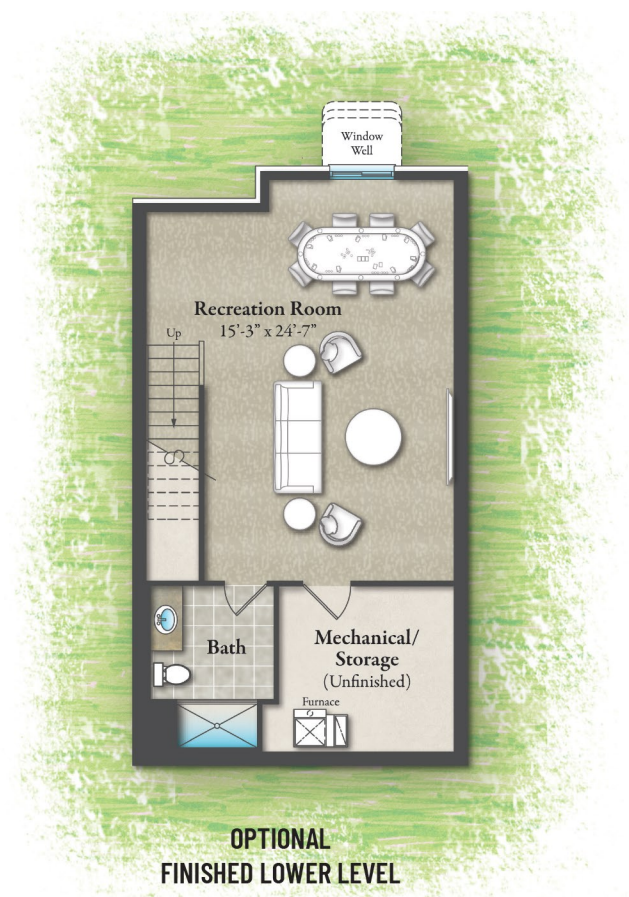 Window
Well
Recreation Room
15’-3” x 24’-7”
Up
Bath
Mechanical/
Storage
(Unfinished)
Furnace
OPTIONAL
FINISHED LOWER LEVEL